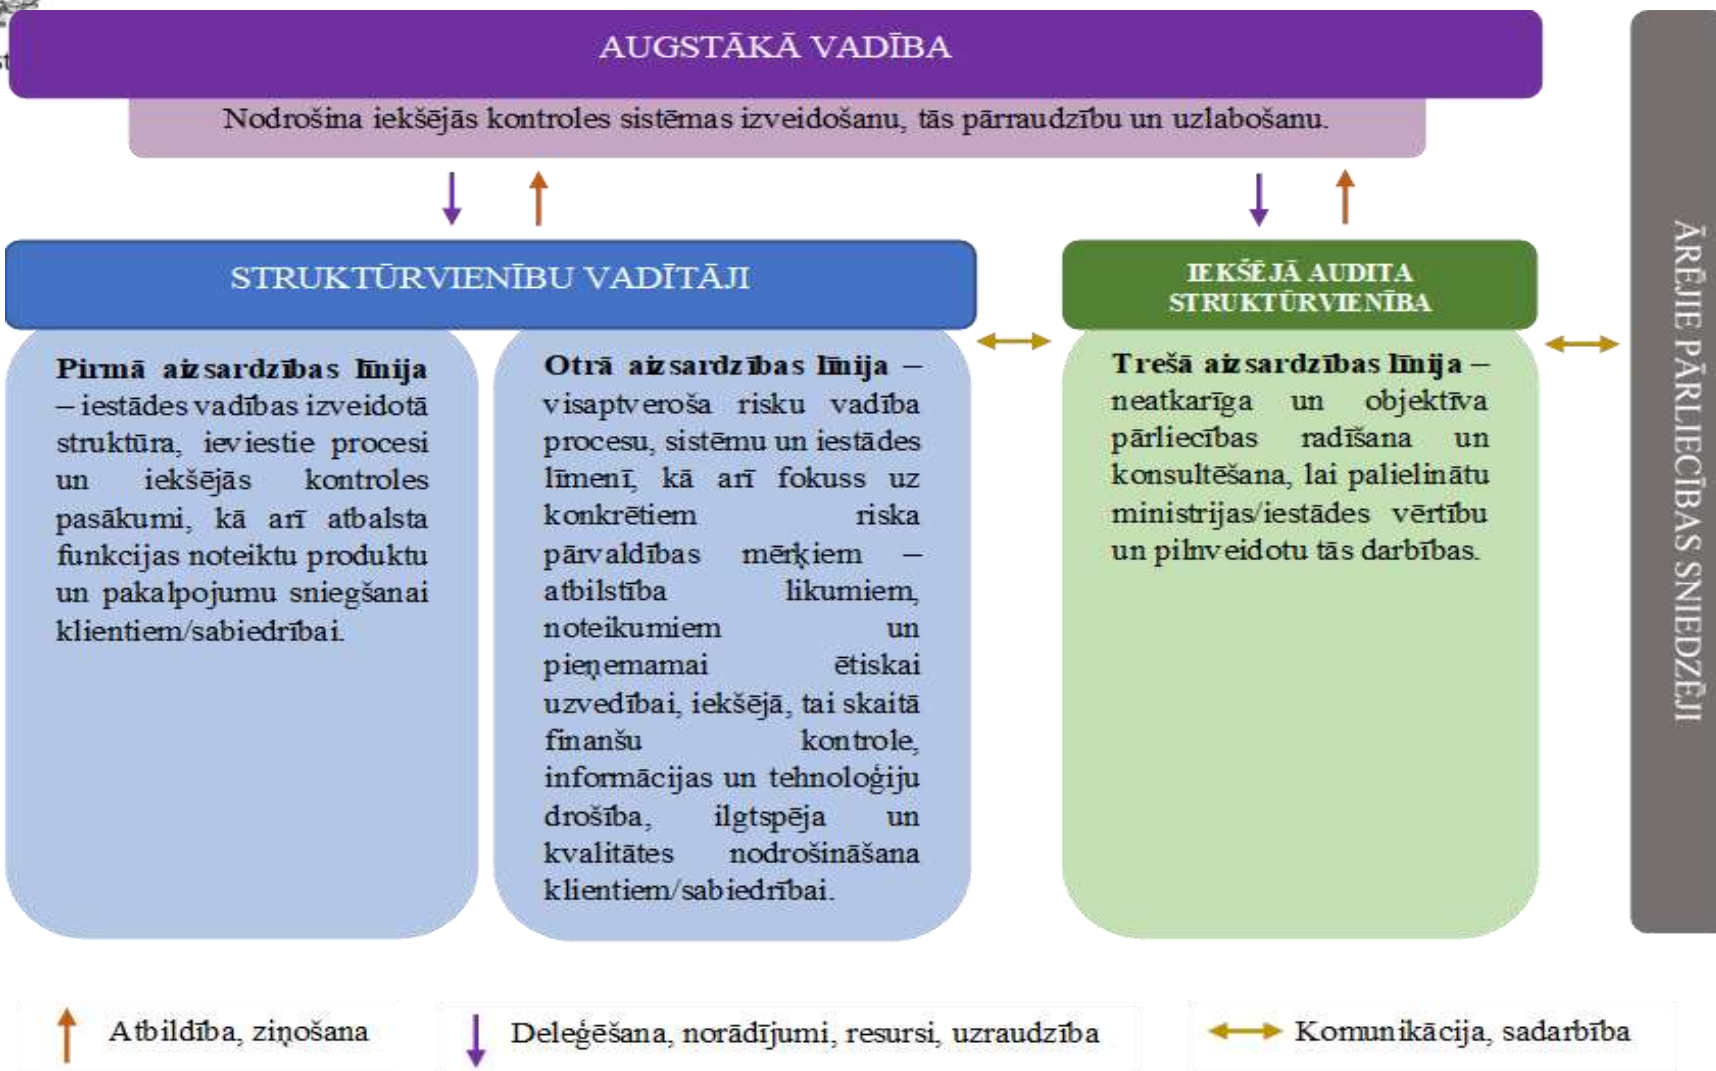 AUGSTĀKĀ VADĪBA
Nodrošina iekšējās kontroles sistēmas izveidošanu, tās pārraudzību un uzlabošanu.
STRUKTŪRVIENĪBU VADĪTĀJI
Pirmā aizsardzības līnija
– iestādes vadības izveidotā
struktūra, ieviestie procesi
un iekšējās kontroles
pasākumi, kā arī atbalsta
funkcijas noteiktu produktu
un pakalpojumu sniegšanai
klientiem/sabiedrībai.
Otrā aizsardzības līnija –
visaptveroša risku vadība
procesu, sistēmu un iestādes
līmenī, kā arī fokuss uz
konkrētiem riska
pārvaldības mērķiem –
atbilstība likumiem,
noteikumiem un
pieņemamai ētiskai
uzvedībai, iekšējā, tai skaitā
finanšu kontrole,
informācijas un tehnoloģiju
drošība, ilgtspēja un
kvalitātes nodrošināšana
klientiem/sabiedrībai.
IEKŠĒJĀ AUDITA
STRUKTŪRVIENĪBA
Trešā aizsardzības līnija –
neatkarīga un objektīva
pārliecības radīšana un
konsultēšana, lai palielinātu
ministrijas/iestādes vērtību
un pilnveidotu tās darbības.
ĀRĒJIE PĀRLIECĪBAS SNIEDZĒJI
Atbildība, ziņošana
Deleģēšana, norādījumi, resursi, uzraudzība
Komunikācija, sadarbība